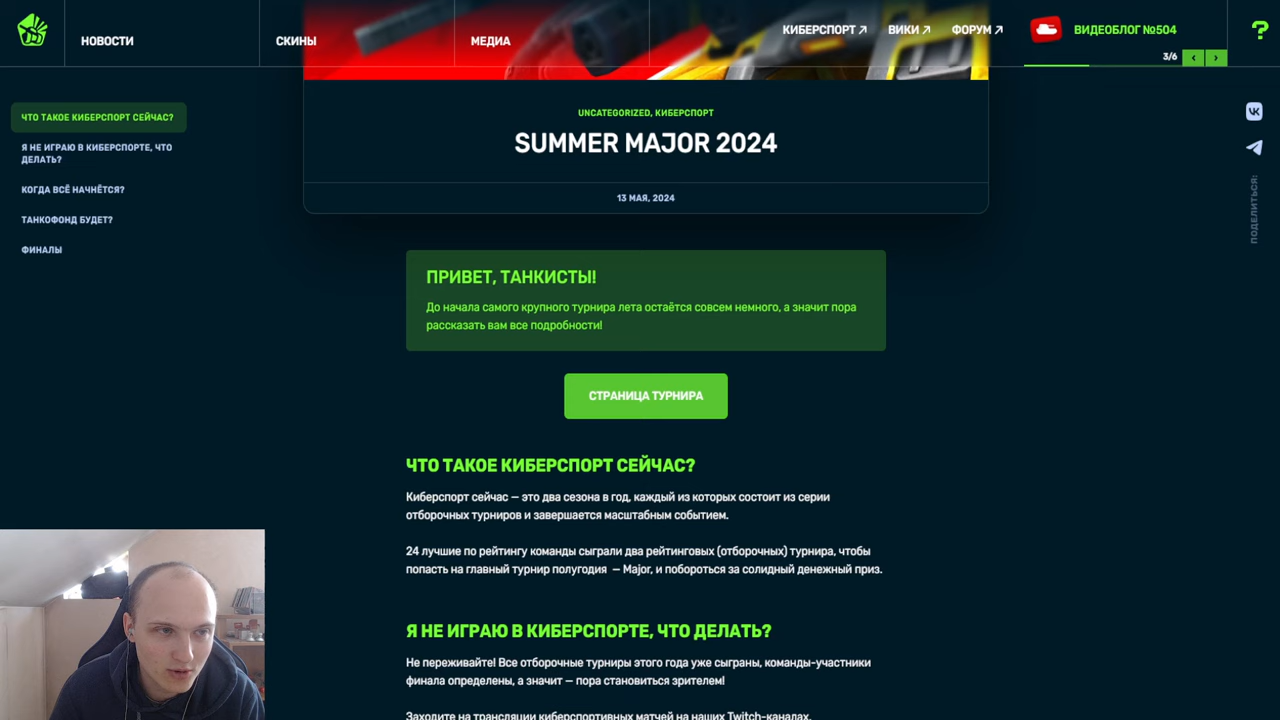 НОВОСТИ
СКИНЫ
МЕДИА
КИБЕРСПОРТ ↗
ВИКИ ↗
ФОРУМ ↗
ВИДЕОБЛОГ №504
?
3/6
‹ ›
ЧТО ТАКОЕ КИБЕРСПОРТ СЕЙЧАС?
Я НЕ ИГРАЮ В КИБЕРСПОРТЕ, ЧТО
ДЕЛАТЬ?
КОГДА ВСЁ НАЧНЁТСЯ?
ТАНКОФОНД БУДЕТ?
ФИНАЛЫ
UNCATEGORIZED, КИБЕРСПОРТ
SUMMER MAJOR 2024
13 МАЯ, 2024
ПОДЕЛИТЬСЯ:
ПРИВЕТ, ТАНКИСТЫ!
До начала самого крупного турнира лета остаётся совсем немного, а значит пора
рассказать вам все подробности!
СТРАНИЦА ТУРНИРА
ЧТО ТАКОЕ КИБЕРСПОРТ СЕЙЧАС?
Киберспорт сейчас — это два сезона в год, каждый из которых состоит из серии
отборочных турниров и завершается масштабным событием.
24 лучшие по рейтингу команды сыграли два рейтинговых (отборочных) турнира, чтобы
попасть на главный турнир полугодия — Major, и побороться за солидный денежный приз.
Я НЕ ИГРАЮ В КИБЕРСПОРТЕ, ЧТО ДЕЛАТЬ?
Не переживайте! Все отборочные турниры этого года уже сыграны, команды-участники
финала определены, а значит — пора становиться зрителем!
Заходите на трансляции киберспортивных матчей на наших Twitch-каналах.